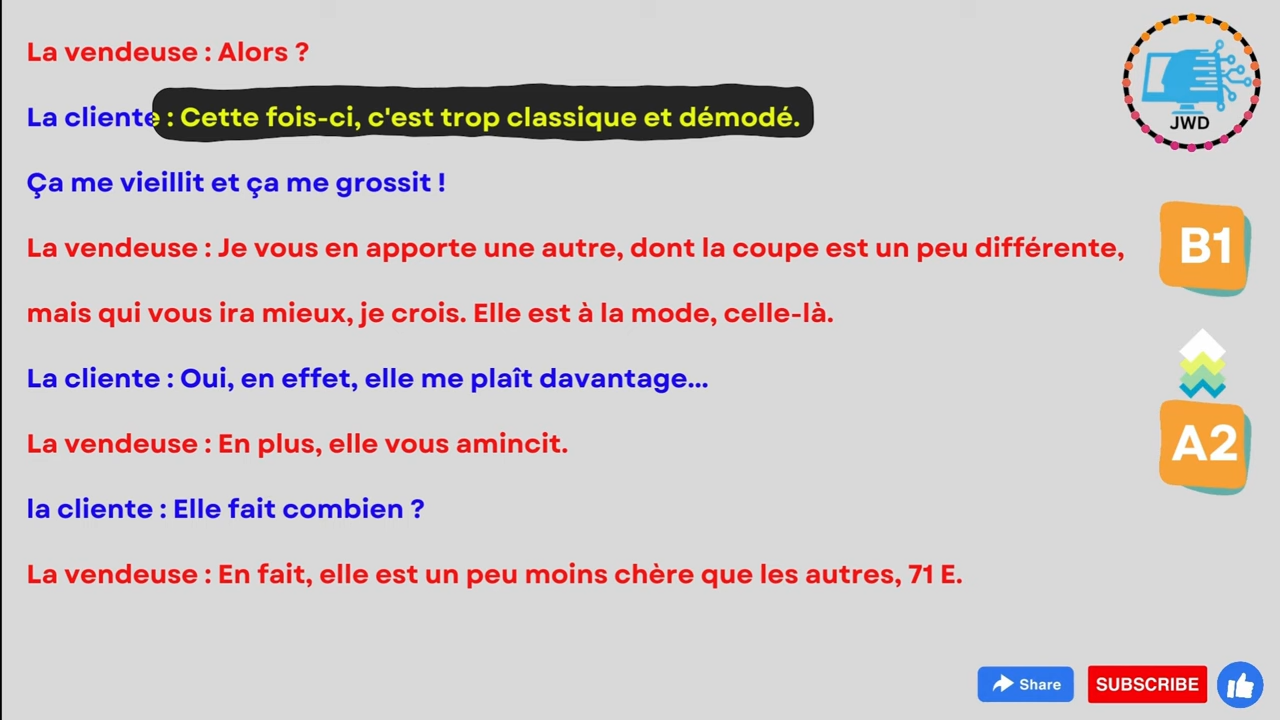 La vendeuse : Alors ?
La cliente : Cette fois-ci, c'est trop classique et démodé.
Ça me vieillit et ça me grossit !
La vendeuse : Je vous en apporte une autre, dont la coupe est un peu différente,
mais qui vous ira mieux, je crois. Elle est à la mode, celle-là.
La cliente : Oui, en effet, elle me plaît davantage...
La vendeuse : En plus, elle vous amincit.
la cliente : Elle fait combien ?
La vendeuse : En fait, elle est un peu moins chère que les autres, 71 E.
JWD
B1
A2
Share
SUBSCRIBE